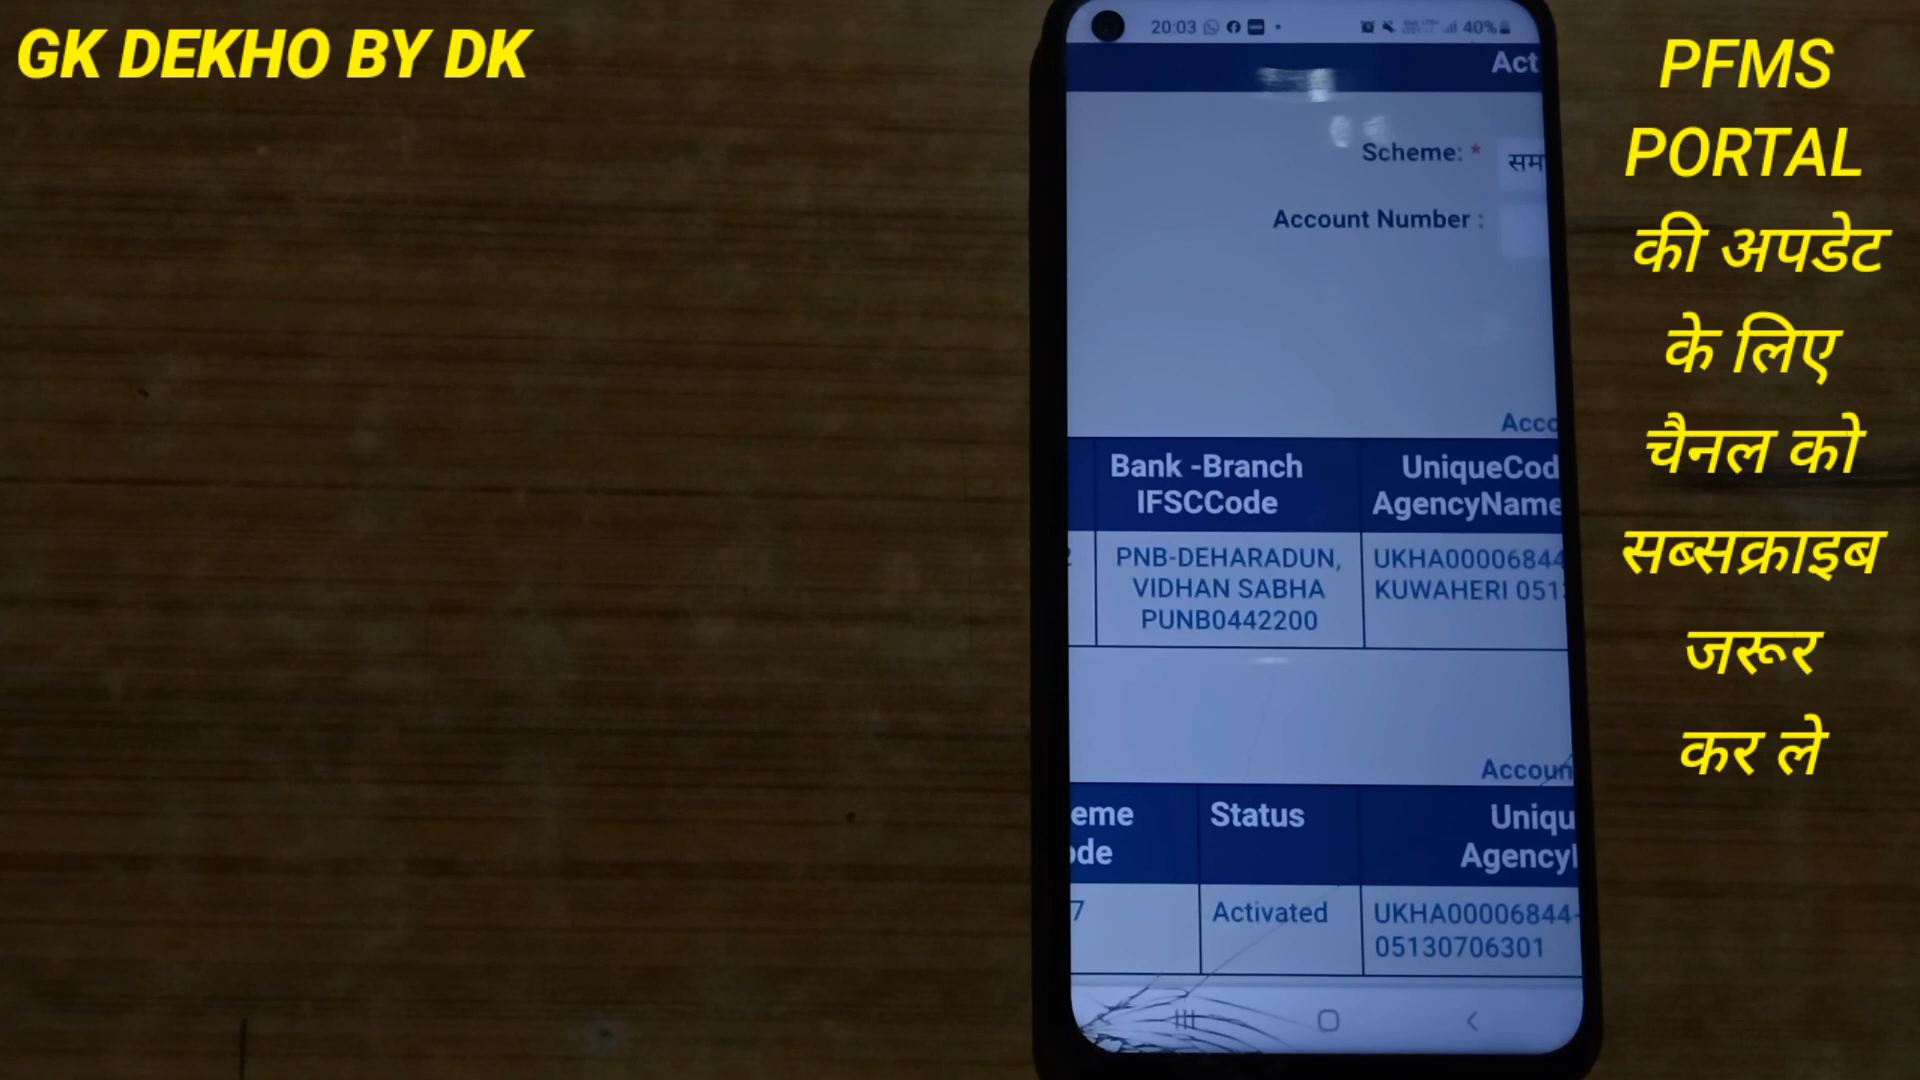 GK DEKHO BY DK
PFMS
PORTAL
की अपडेट
के लिए
चैनल को
सब्सक्राइब
जरूर
कर ले
20:03
40%
Act
Scheme: *
सम
Account Number :
Acco
Bank -Branch
IFSCCode
UniqueCod
AgencyName
PNB-DEHARADUN,
VIDHAN SABHA
PUNB0442200
UKHA00006844
KUWAHERI 051
Accoun
eme
ode
Status
Uniqu
Agency
7
Activated
UKHA00006844-
05130706301